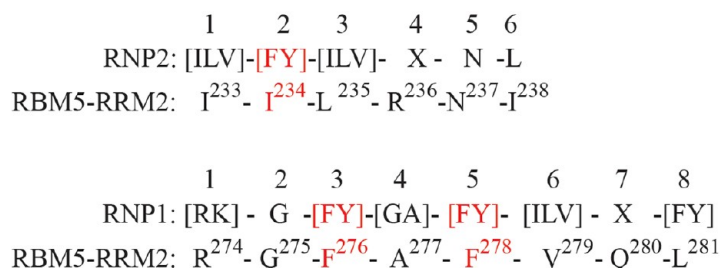 1 2 3 4 5 6
RNP2: [ILV]-[FY]-[ILV]- X - N -L
RBM5-RRM2: I²³³- I²³⁴-L ²³⁵- R²³⁶-N²³⁷-I²³⁸
1 2 3 4 5 6 7 8
RNP1: [RK] - G -[FY]-[GA]-[FY]- [ILV]- X -[FY]
RBM5-RRM2: R²⁷⁴- G²⁷⁵-F²⁷⁶- A²⁷⁷- F²⁷⁸- V²⁷⁹- Q²⁸⁰-L²⁸¹